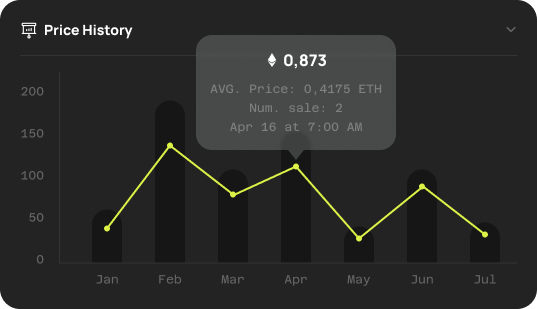 Price History
0,873
AVG. Price: 0,4175 ETH
Num. sale: 2
Apr 16 at 7:00 AM
200
150
100
50
0
Jan Feb Mar Apr May Jun Jul